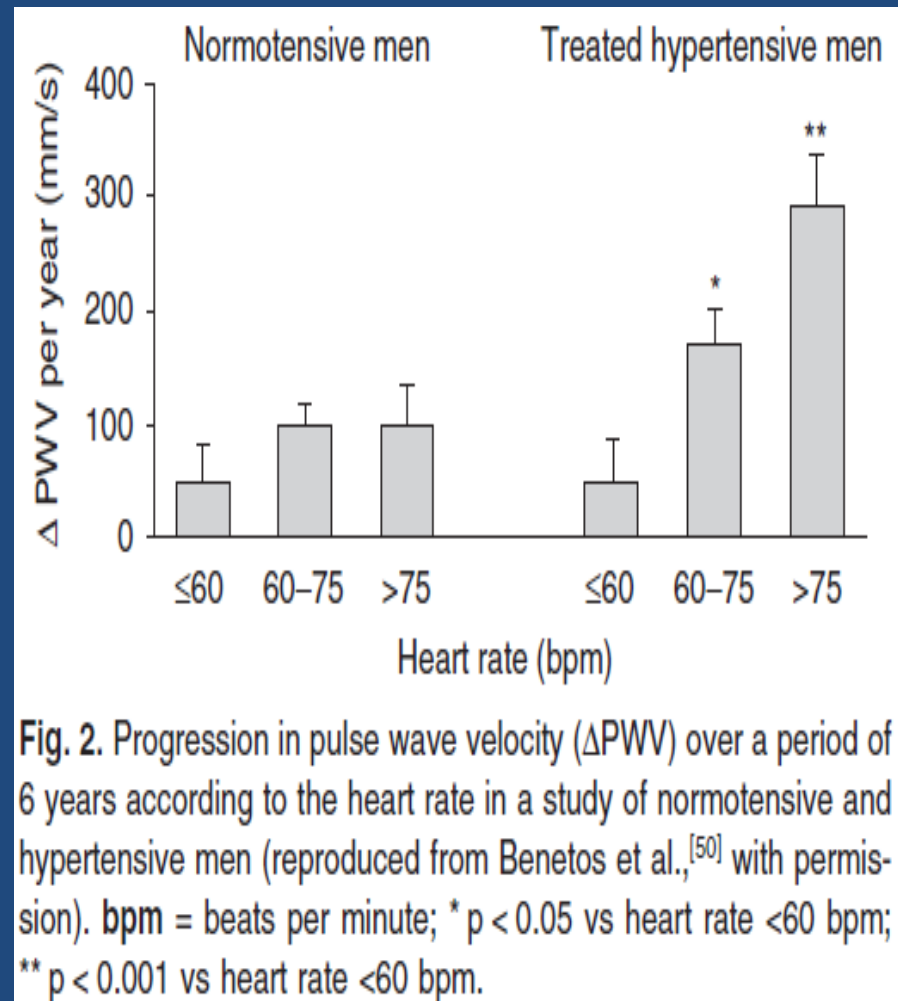 Normotensive men Treated hypertensive men
Δ PWV per year (mm/s)
400
300
200
100
0
* **
≤60 60–75 >75 ≤60 60–75 >75
Heart rate (bpm)
Fig. 2. Progression in pulse wave velocity (ΔPWV) over a period of
6 years according to the heart rate in a study of normotensive and
hypertensive men (reproduced from Benetos et al.,[50] with permis-
sion). bpm = beats per minute; * p < 0.05 vs heart rate <60 bpm;
** p < 0.001 vs heart rate <60 bpm.